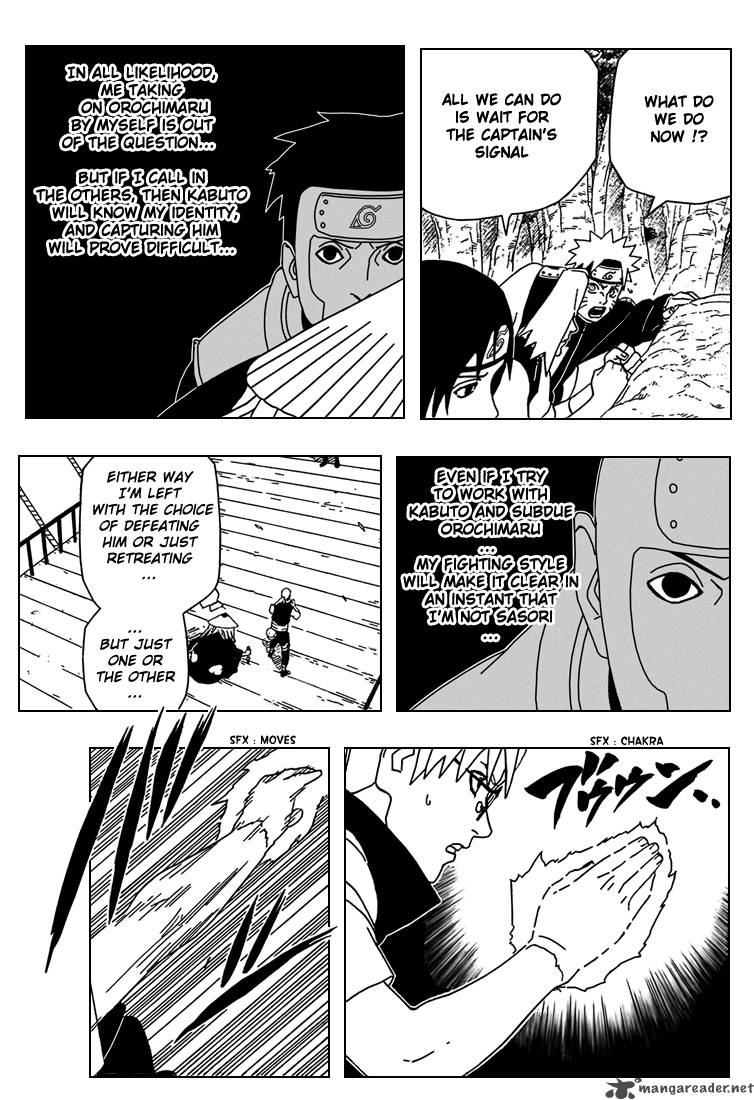 WHAT DO
WE DO
NOW !?
ALL WE CAN DO
IS WAIT FOR
THE CAPTAIN'S
SIGNAL
IN ALL LIKELIHOOD,
ME TAKING
ON OROCHIMARU
BY MYSELF IS OUT
OF THE QUESTION...
BUT IF I CALL IN
THE OTHERS, THEN KABUTO
WILL KNOW MY IDENTITY,
AND CAPTURING HIM
WILL PROVE DIFFICULT...
EVEN IF I TRY
TO WORK WITH
KABUTO AND SUBDUE
OROCHIMARU
...
MY FIGHTING STYLE
WILL MAKE IT CLEAR IN
AN INSTANT THAT
I'M NOT SASORI
...
EITHER WAY
I'M LEFT
WITH THE CHOICE
OF DEFEATING
HIM OR JUST
RETREATING
...
...
BUT JUST
ONE OR
THE OTHER
...
SFX : CHAKRA
ブゥゥン..
SFX : MOVES
mangareader.net